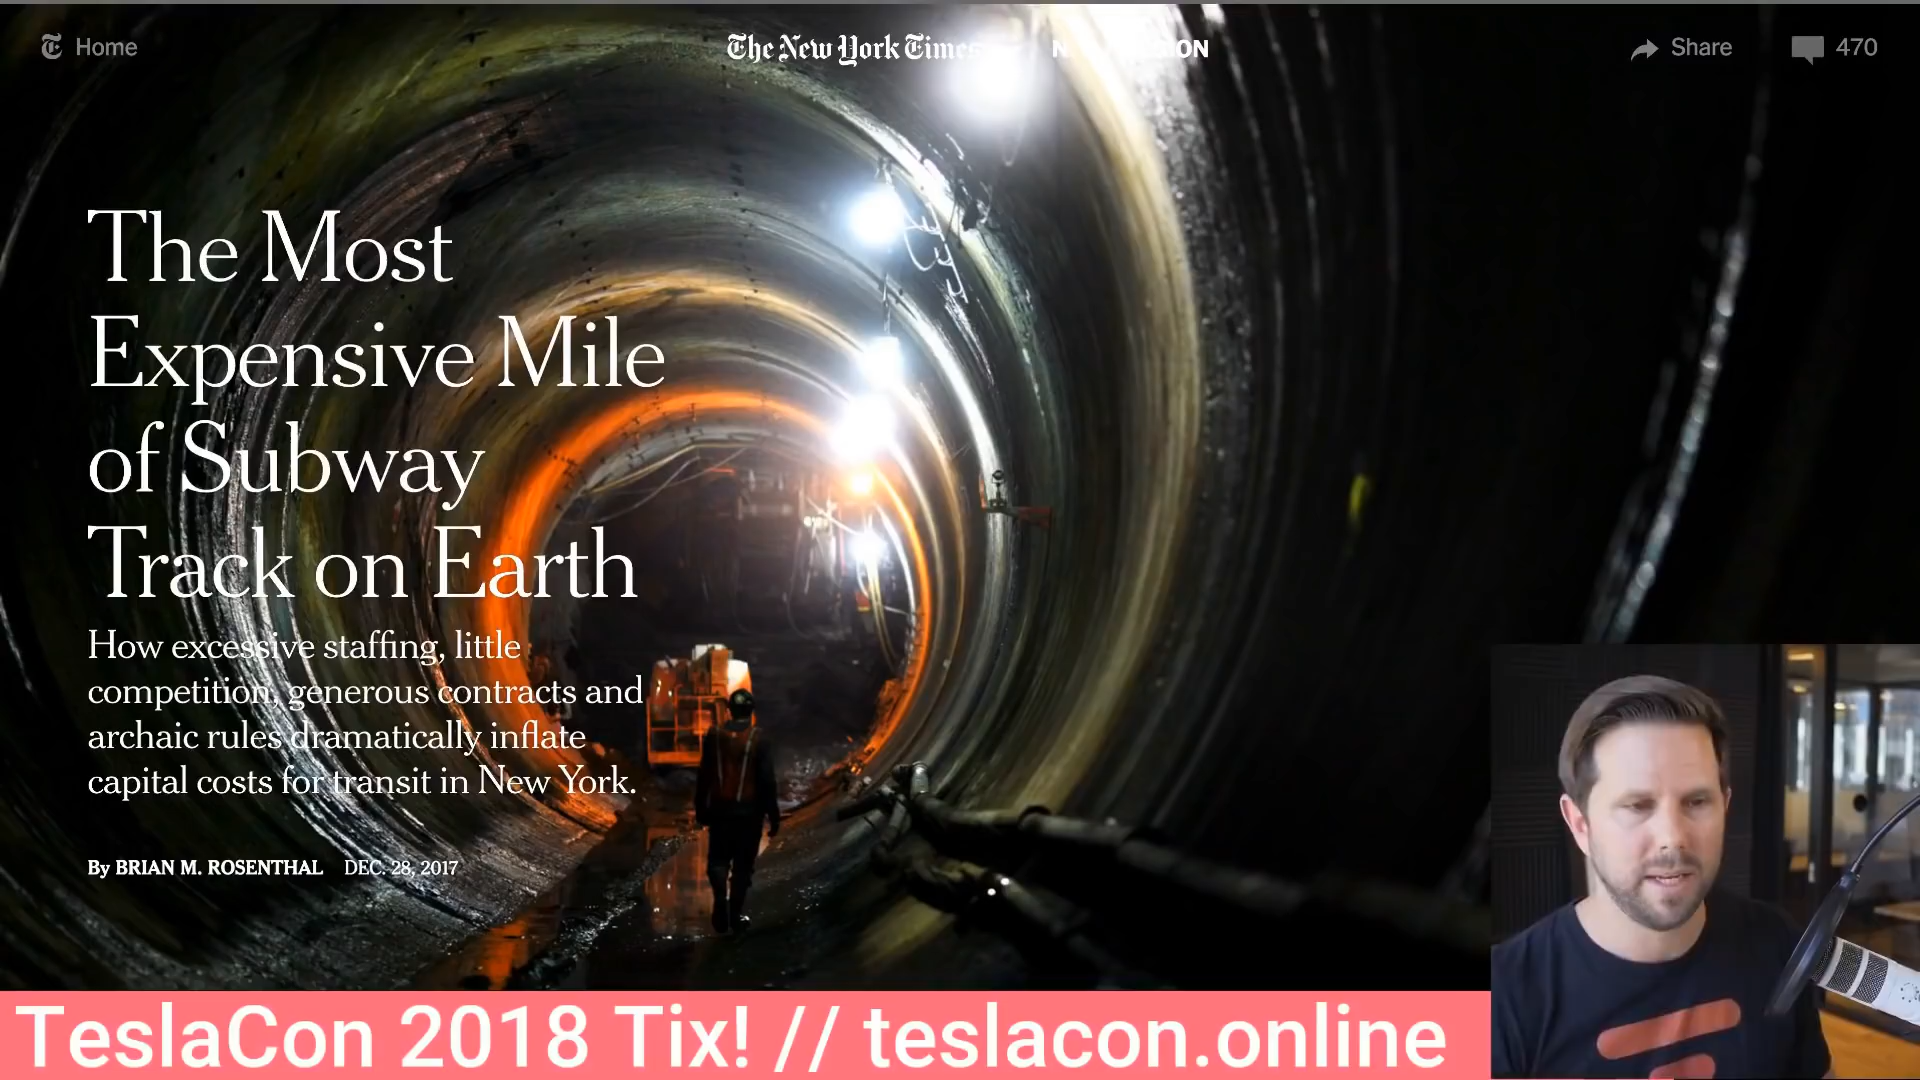 Home
The New York Times
Share
470
The Most
Expensive Mile
of Subway
Track on Earth
How excessive staffing, little
competition, generous contracts and
archaic rules dramatically inflate
capital costs for transit in New York.
By BRIAN M. ROSENTHAL DEC. 28, 2017
TeslaCon 2018 Tix! // teslacon.online